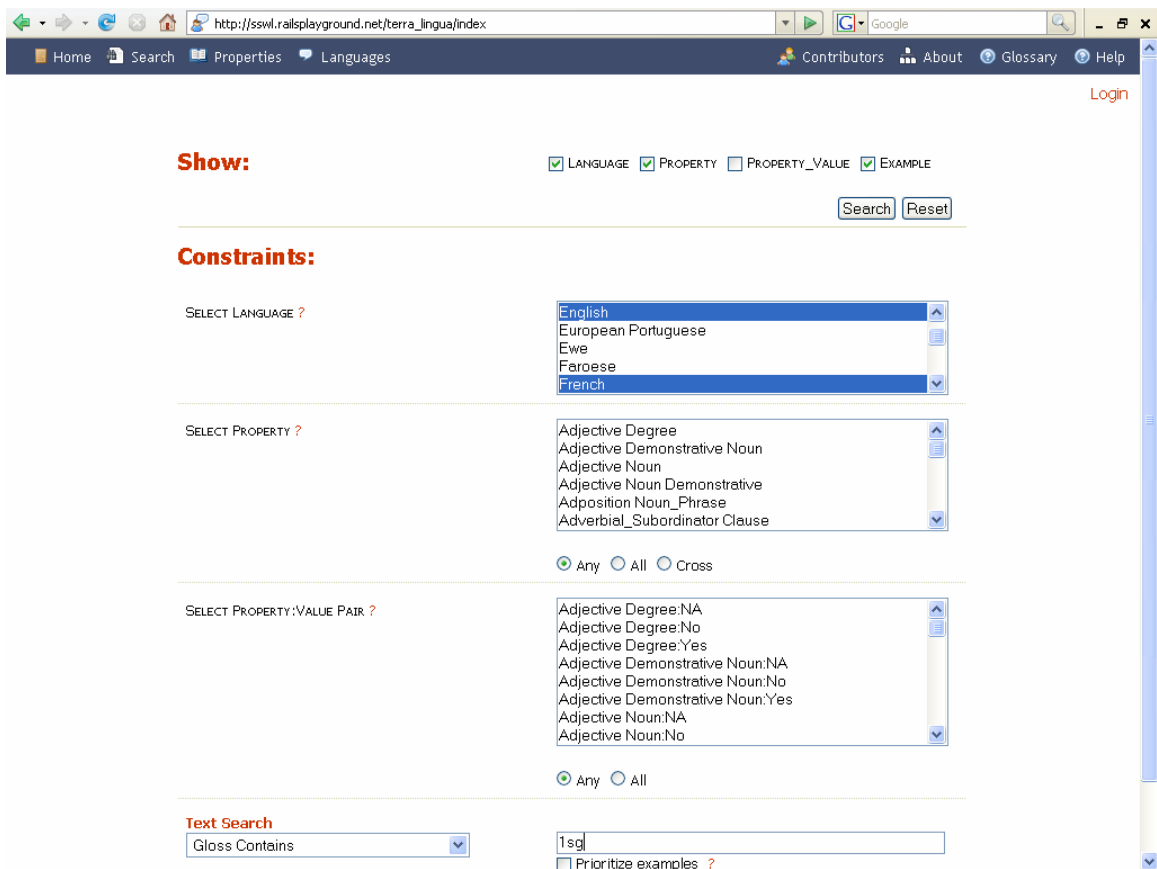 http://sswl.railsplayground.net/terra_lingua/index G Google
Home Search Properties Languages Contributors About Glossary Help
Login
Show: LANGUAGE PROPERTY PROPERTY_VALUE EXAMPLE
Search Reset
Constraints:
SELECT LANGUAGE ?
English
European Portuguese
Ewe
Faroese
French
SELECT PROPERTY ?
Adjective Degree
Adjective Demonstrative Noun
Adjective Noun
Adjective Noun Demonstrative
Adposition Noun_Phrase
Adverbial_Subordinator Clause
Any All Cross
SELECT PROPERTY:VALUE PAIR ?
Adjective Degree:NA
Adjective Degree:No
Adjective Degree:Yes
Adjective Demonstrative Noun:NA
Adjective Demonstrative Noun:No
Adjective Demonstrative Noun:Yes
Adjective Noun:NA
Adjective Noun:No
Any All
Text Search
Gloss Contains 1sg
Prioritize examples ?